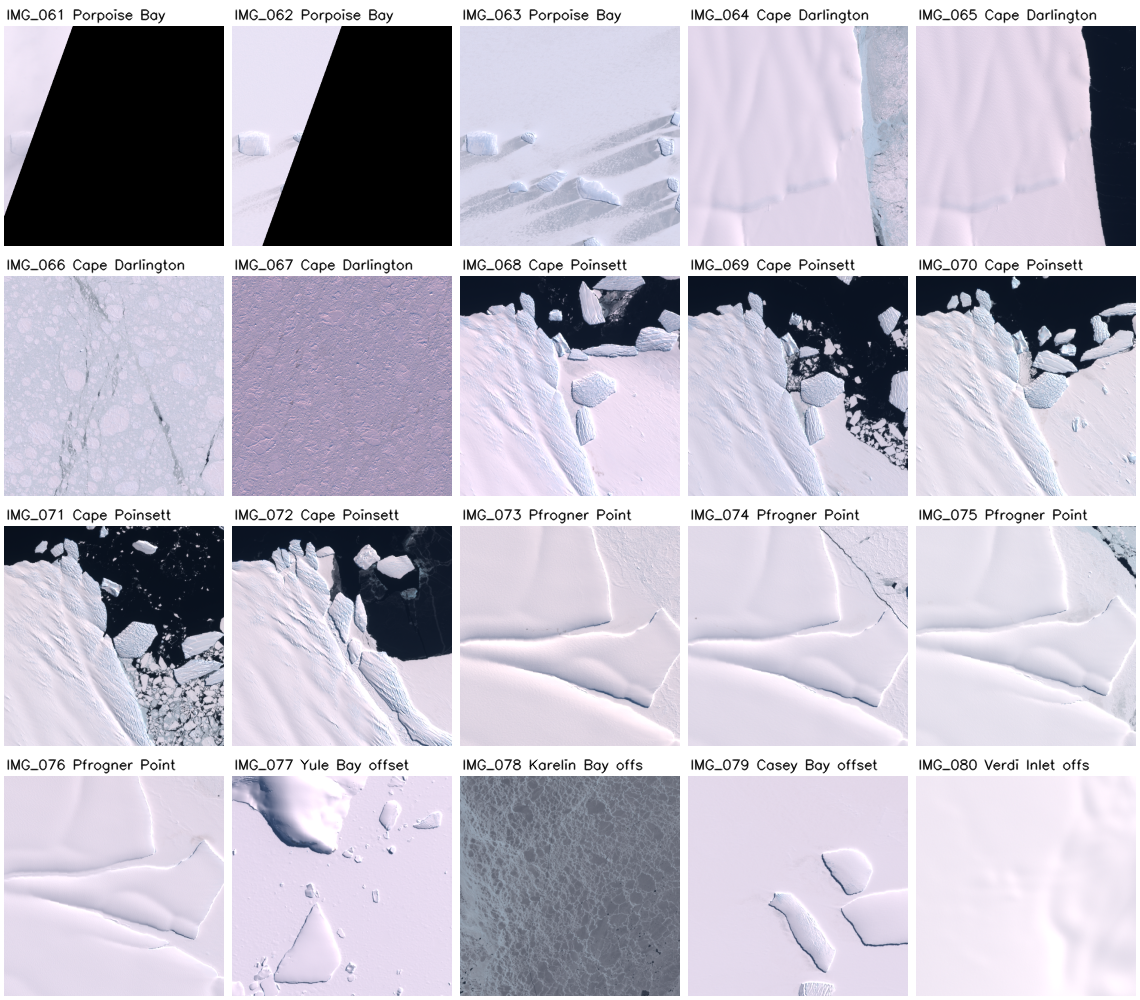 IMG_061 Porpoise Bay
IMG_062 Porpoise Bay
IMG_063 Porpoise Bay
IMG_064 Cape Darlington
IMG_065 Cape Darlington
IMG_066 Cape Darlington
IMG_067 Cape Darlington
IMG_068 Cape Poinsett
IMG_069 Cape Poinsett
IMG_070 Cape Poinsett
IMG_071 Cape Poinsett
IMG_072 Cape Poinsett
IMG_073 Pfrogner Point
IMG_074 Pfrogner Point
IMG_075 Pfrogner Point
IMG_076 Pfrogner Point
IMG_077 Yule Bay offset
IMG_078 Karelin Bay offs
IMG_079 Casey Bay offset
IMG_080 Verdi Inlet offs